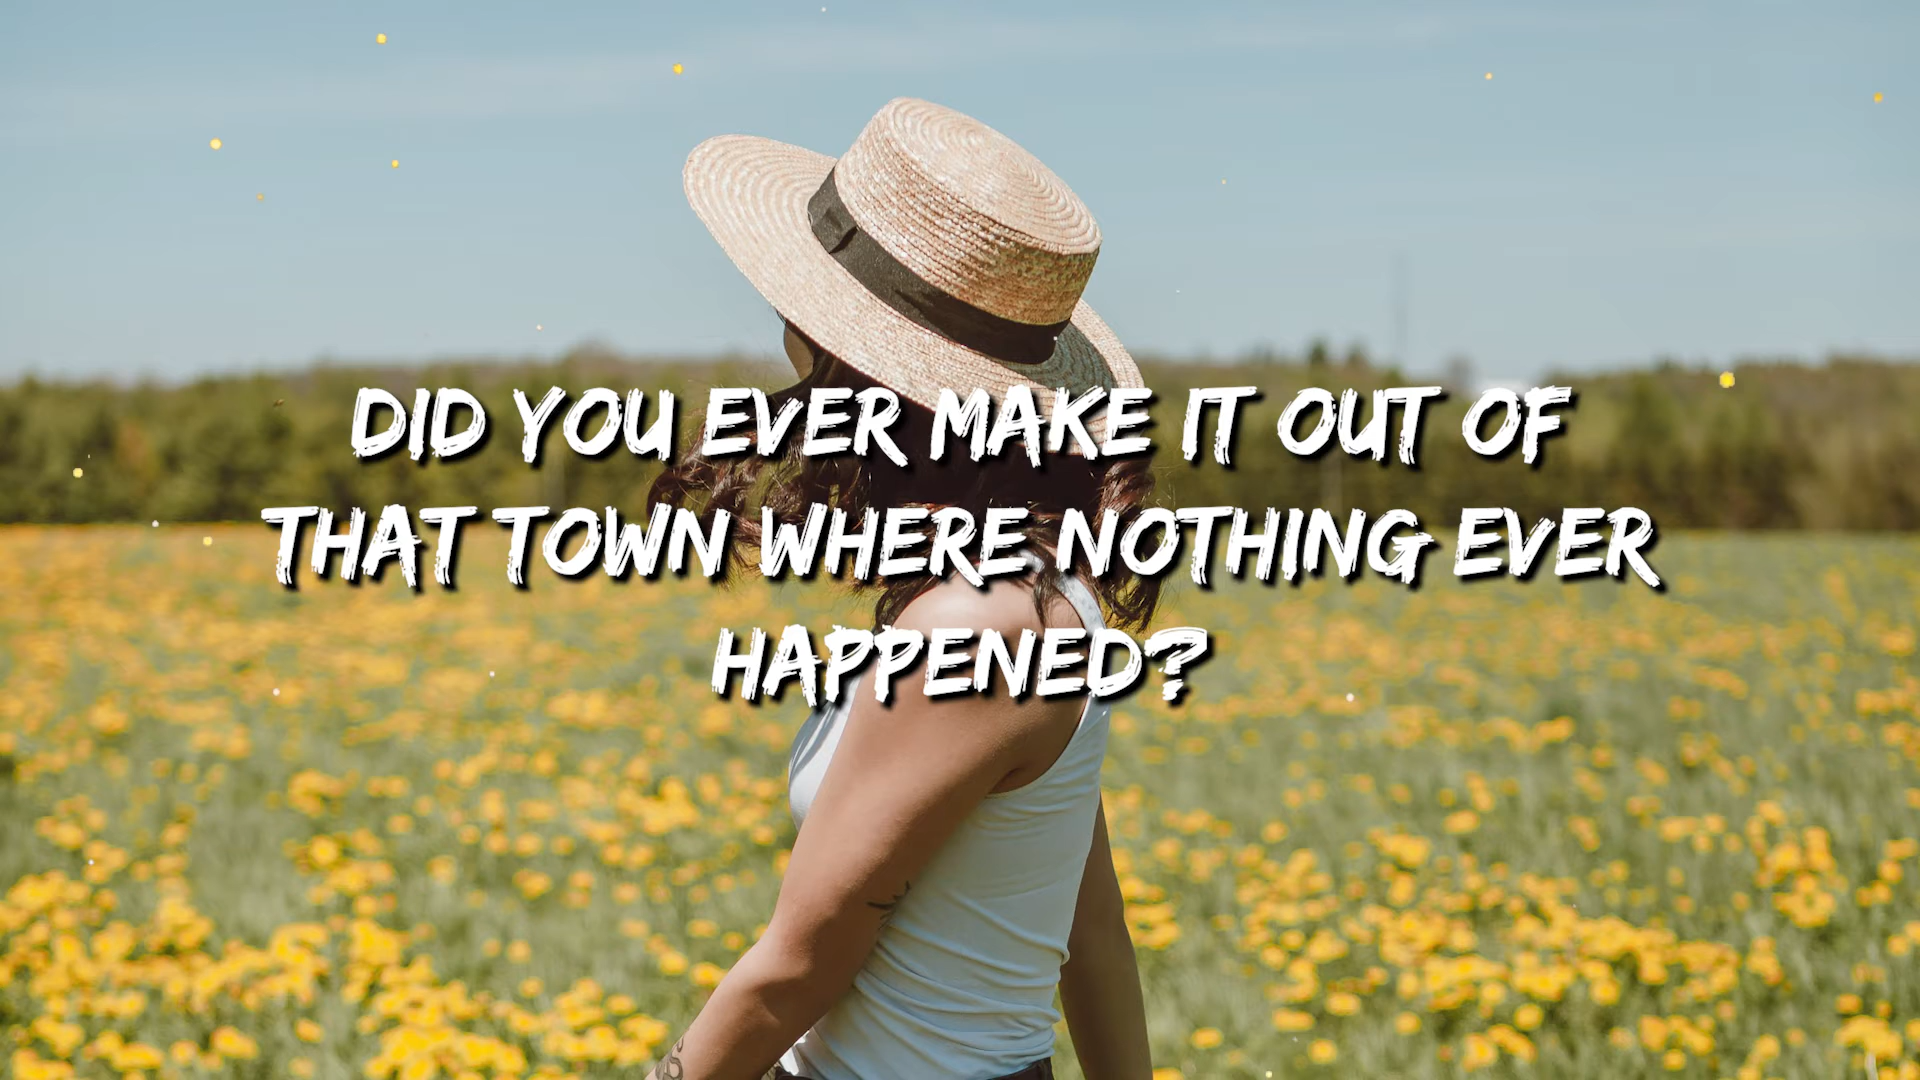 DID YOU EVER MAKE IT OUT OF
THAT TOWN WHERE NOTHING EVER
HAPPENED?